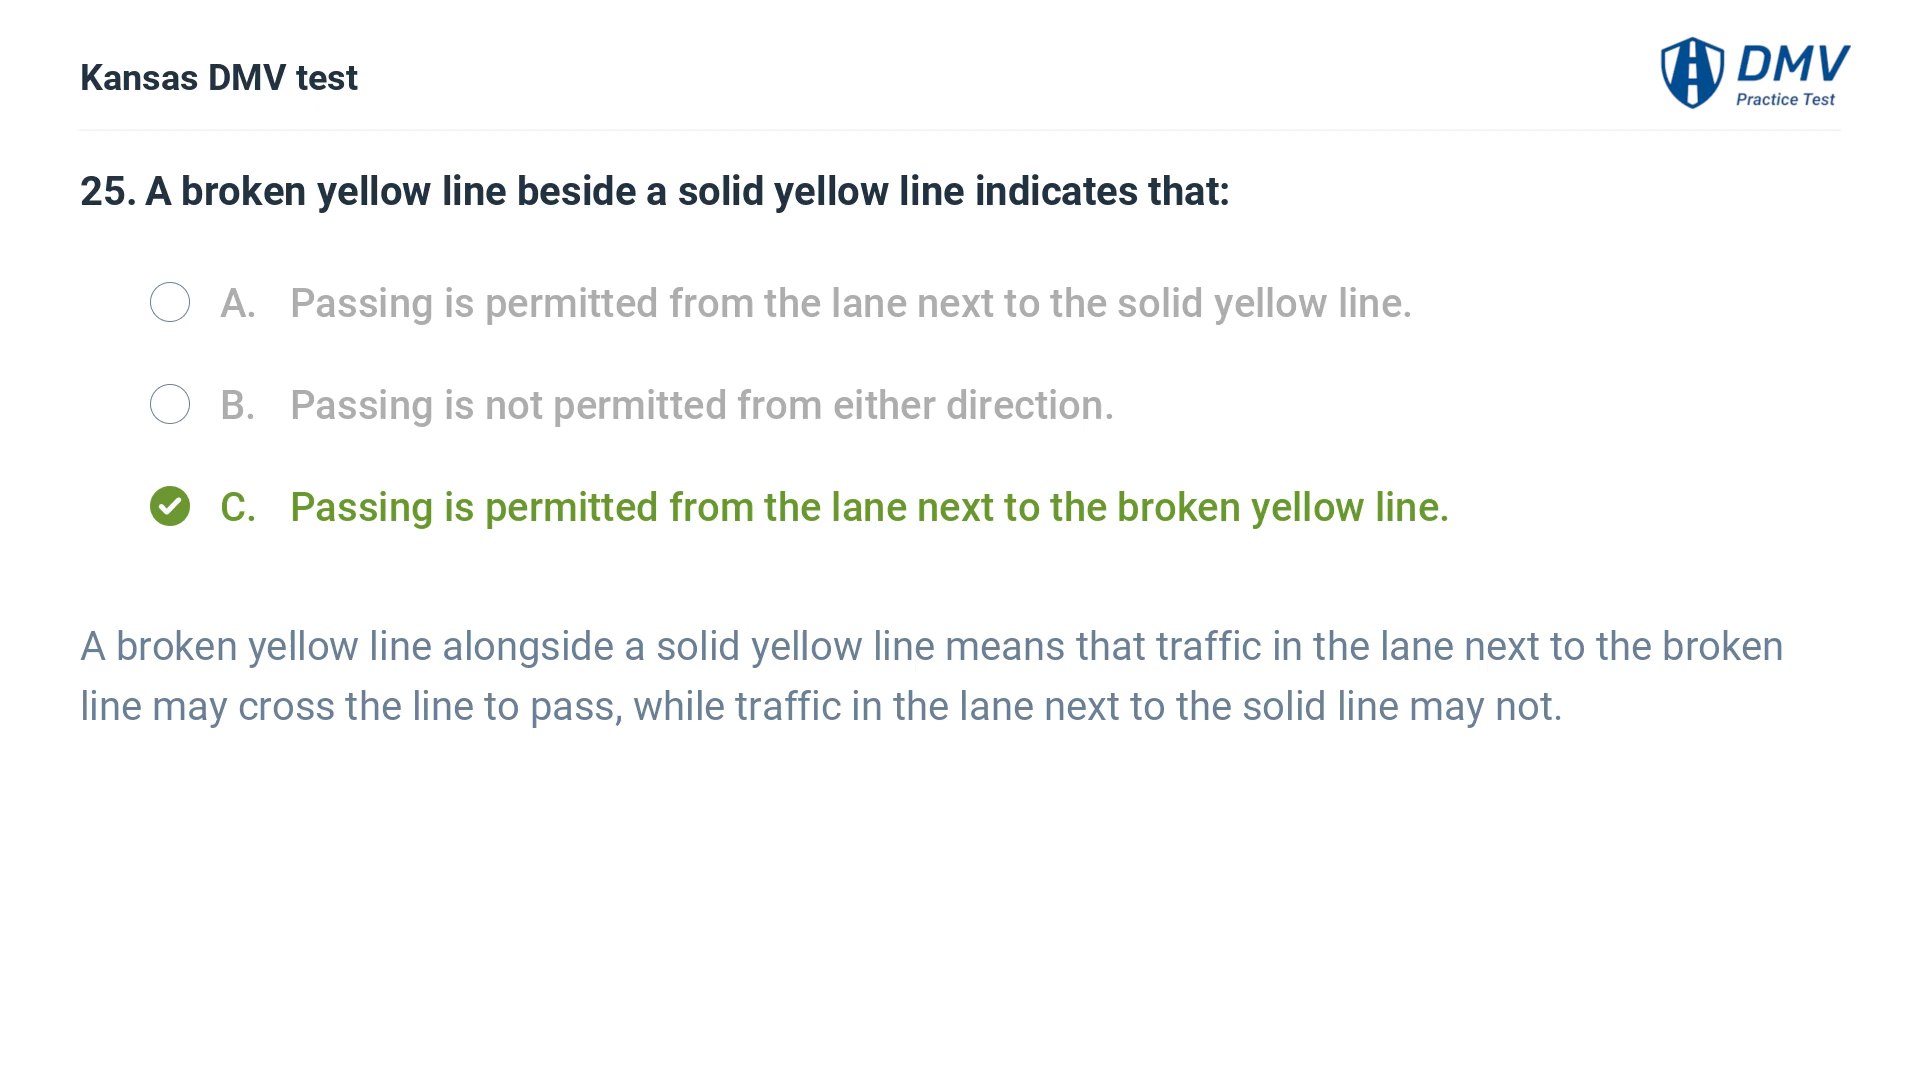 Kansas DMV test
DMV
Practice Test
25. A broken yellow line beside a solid yellow line indicates that:
A. Passing is permitted from the lane next to the solid yellow line.
B. Passing is not permitted from either direction.
C. Passing is permitted from the lane next to the broken yellow line.
A broken yellow line alongside a solid yellow line means that traffic in the lane next to the broken
line may cross the line to pass, while traffic in the lane next to the solid line may not.